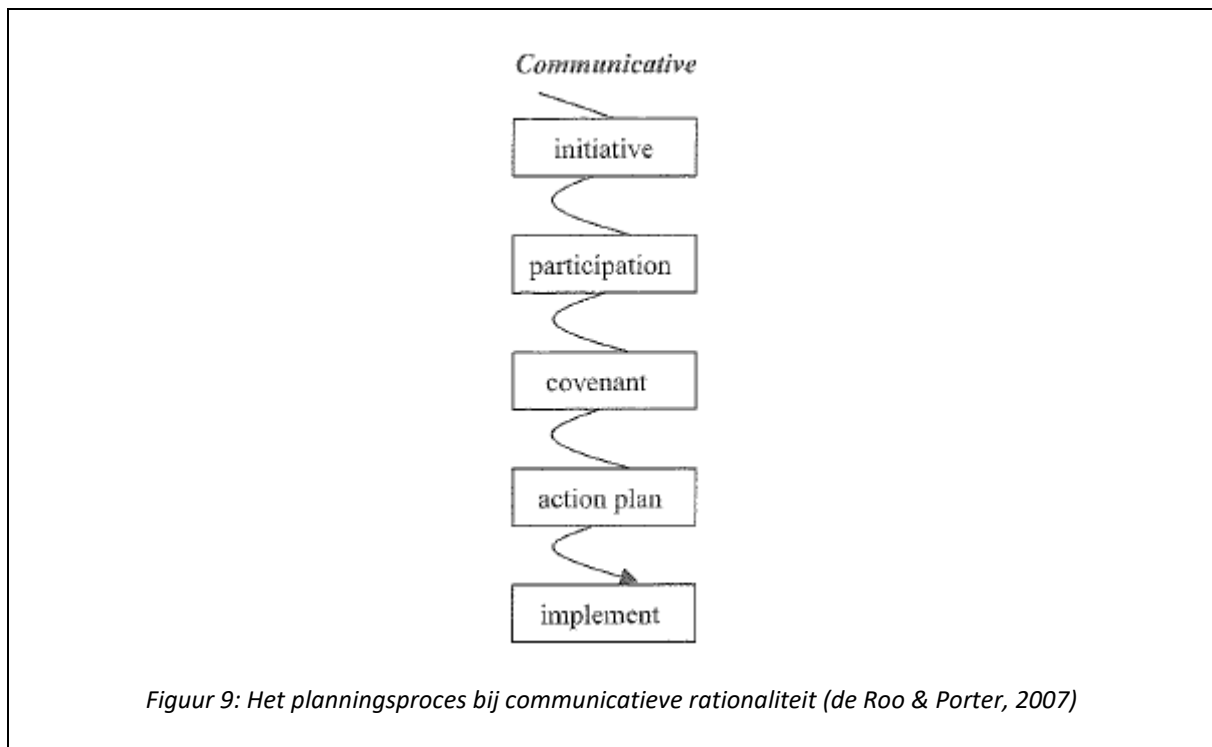 Communicative
initiative
participation
covenant
action plan
implement
Figuur 9: Het planningsproces bij communicatieve rationaliteit (de Roo & Porter, 2007)